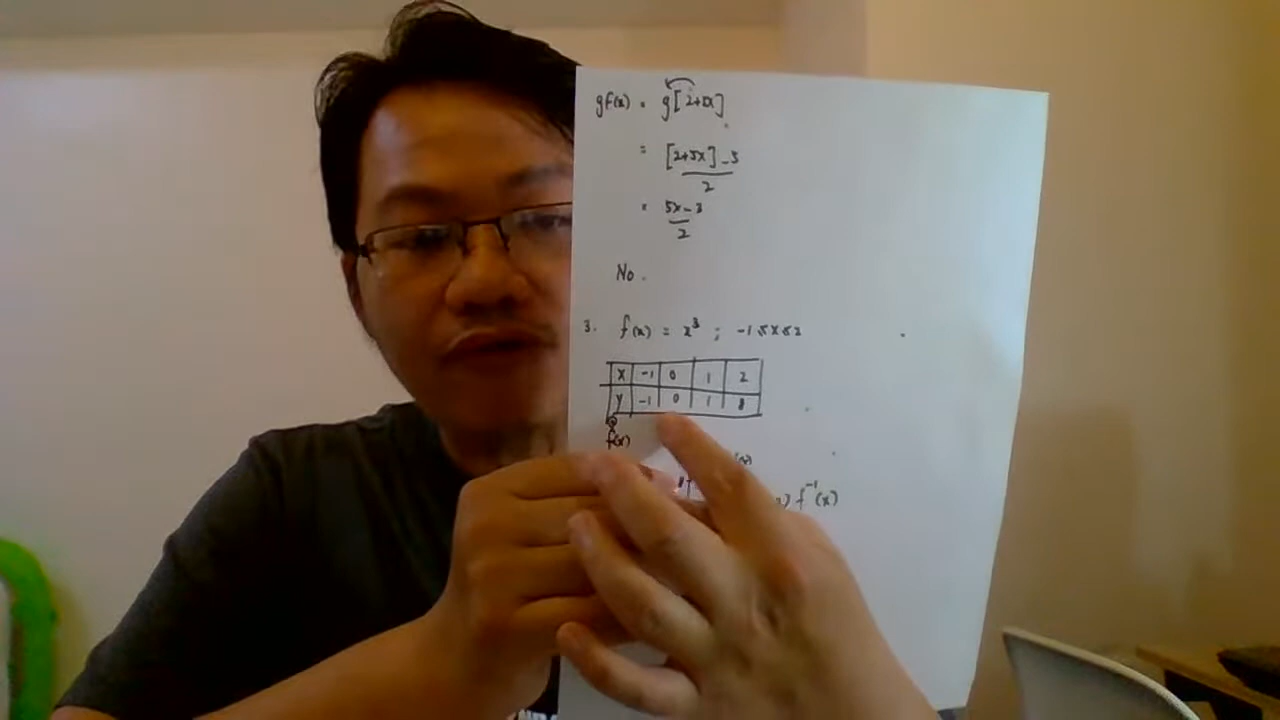 gf(x) = g[2+5x]
= [2+5x] - 5
2
= 5x - 3
2
No.
3. f(x) = x³ ; -1 ≤ x ≤ 2
x -1 0 1 2
y -1 0 1 8
f(x)
f⁻¹(x)